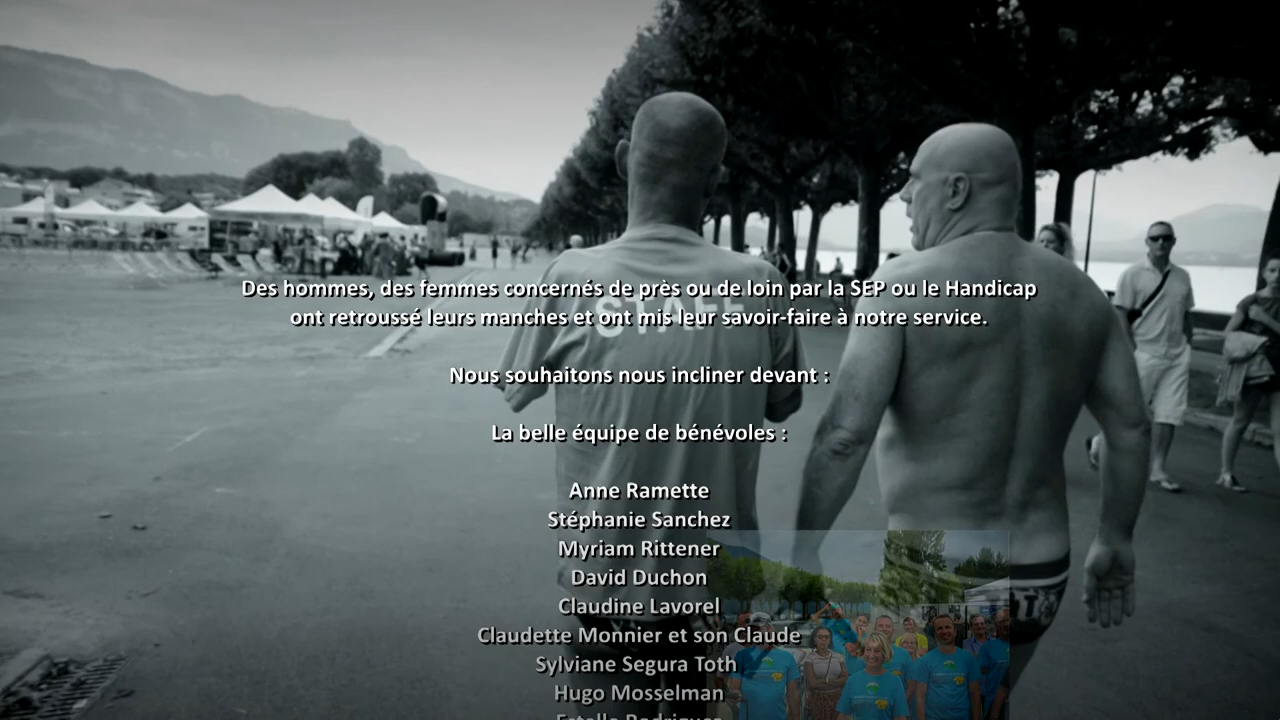 Des hommes, des femmes concernés de près ou de loin par la SEP ou le Handicap
ont retroussé leurs manches et ont mis leur savoir-faire à notre service.
Nous souhaitons nous incliner devant :
La belle équipe de bénévoles :
Anne Ramette
Stéphanie Sanchez
Myriam Rittener
David Duchon
Claudine Lavorel
Claudette Monnier et son Claude
Sylviane Segura Toth
Hugo Mosselman
STAFF